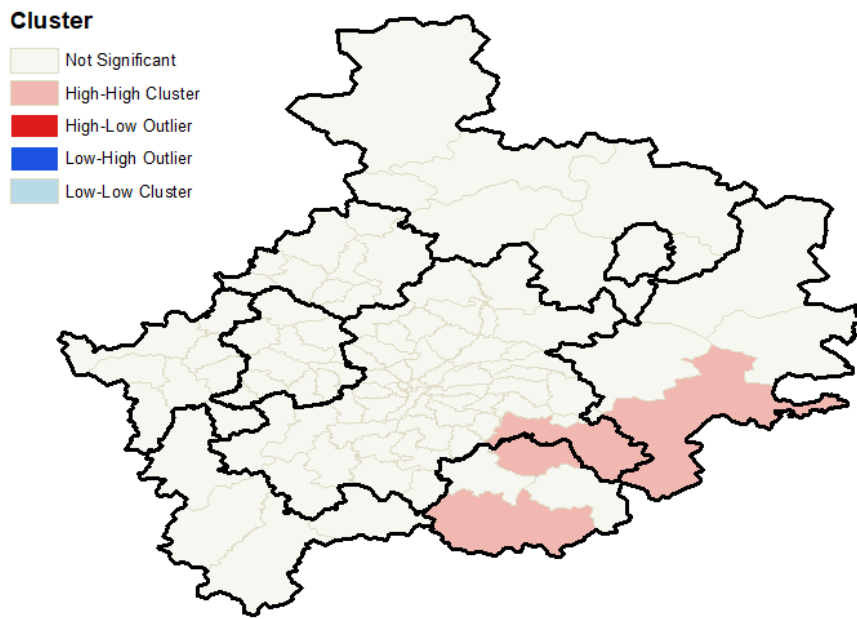 Cluster
Not Significant
High-High Cluster
High-Low Outlier
Low-High Outlier
Low-Low Cluster